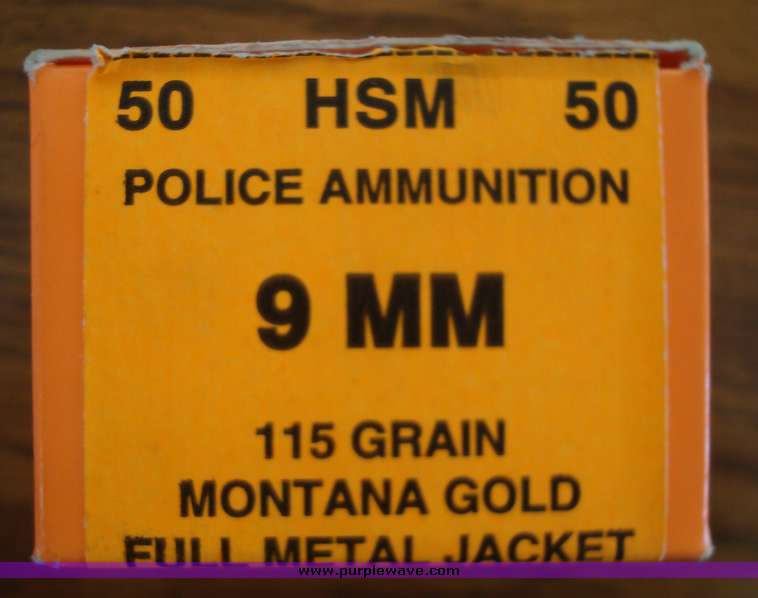 50 HSM 50
POLICE AMMUNITION
9 MM
115 GRAIN
MONTANA GOLD
FULL METAL JACKET
www.purplewave.com